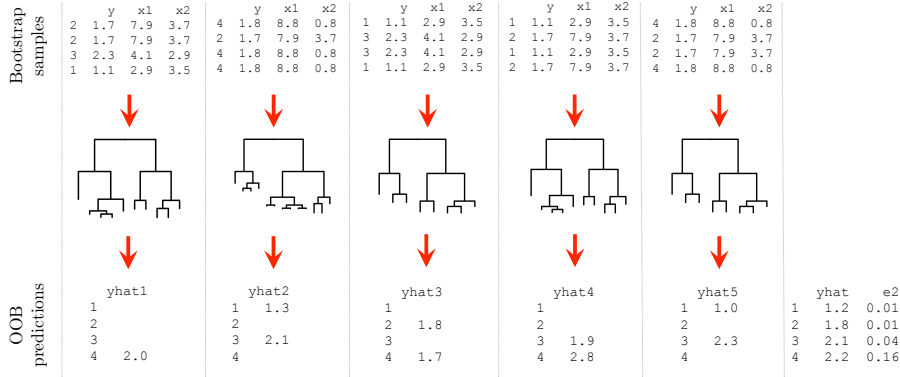 Bootstrap
samples
y x1 x2
2 1.7 7.9 3.7
2 1.7 7.9 3.7
3 2.3 4.1 2.9
1 1.1 2.9 3.5
y x1 x2
4 1.8 8.8 0.8
2 1.7 7.9 3.7
4 1.8 8.8 0.8
4 1.8 8.8 0.8
y x1 x2
1 1.1 2.9 3.5
3 2.3 4.1 2.9
3 2.3 4.1 2.9
1 1.1 2.9 3.5
y x1 x2
1 1.1 2.9 3.5
2 1.7 7.9 3.7
1 1.1 2.9 3.5
2 1.7 7.9 3.7
y x1 x2
4 1.8 8.8 0.8
2 1.7 7.9 3.7
2 1.7 7.9 3.7
4 1.8 8.8 0.8
OOB
predictions
yhat1
1
2
3
4 2.0
yhat2
1 1.3
2
3 2.1
4
yhat3
1
2 1.8
3
4 1.7
yhat4
1
2
3 1.9
4 2.8
yhat5
1 1.0
2
3 2.3
4
yhat e2
1 1.2 0.01
2 1.8 0.01
3 2.1 0.04
4 2.2 0.16